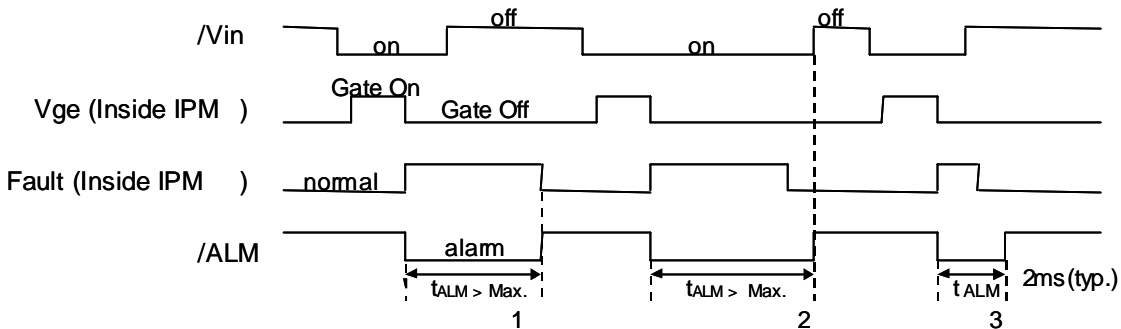 off off
/Vin on on
Gate On
Vge (Inside IPM ) Gate Off
Fault (Inside IPM ) normal
/ALM alarm
tALM > Max. tALM > Max. tALM 2ms(typ.)
1 2 3